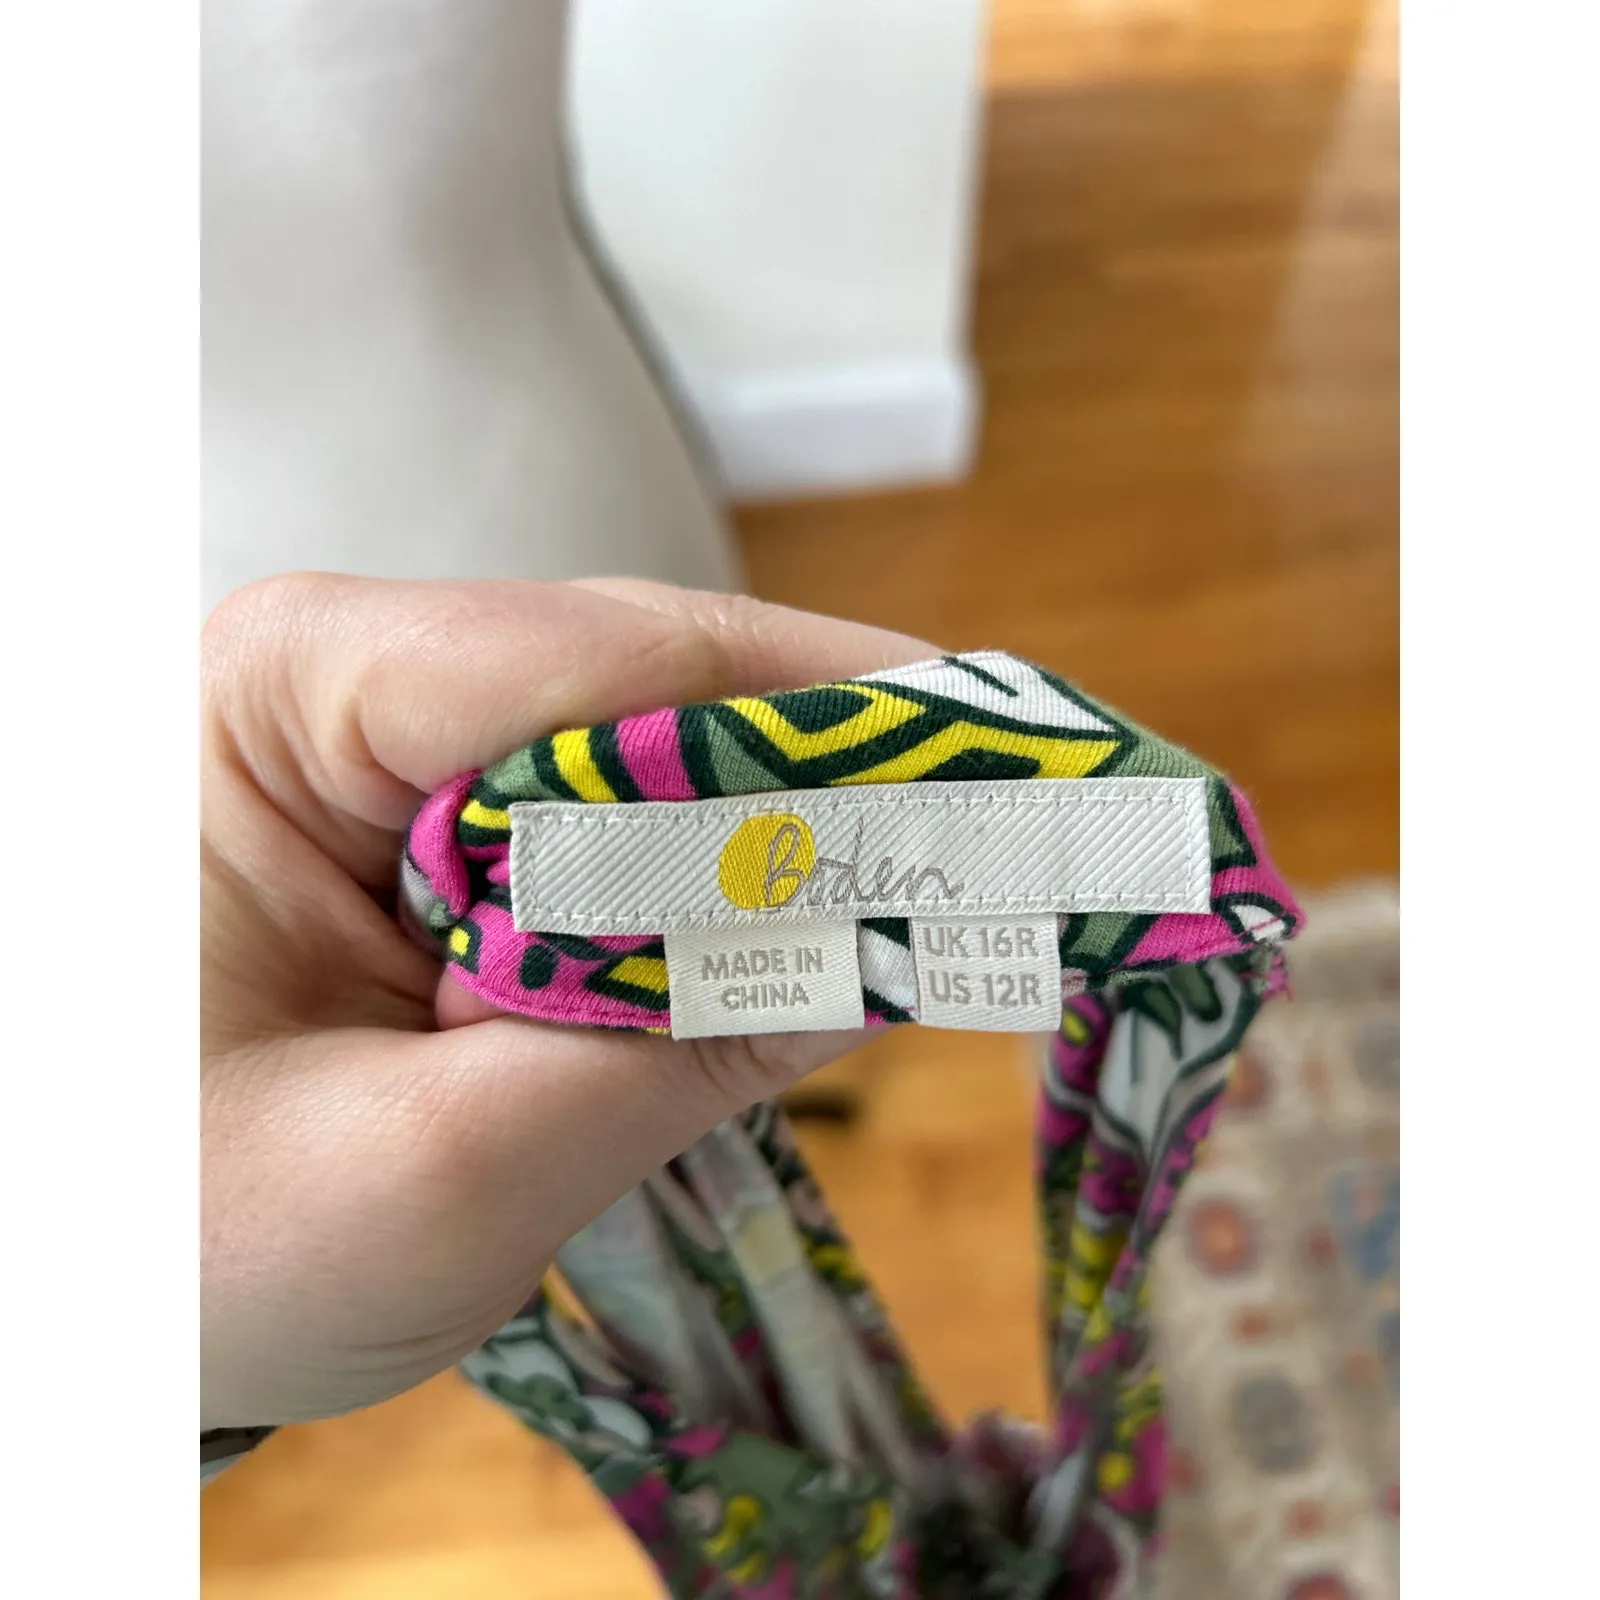 Boden
MADE IN
CHINA
UK 16R
US 12R